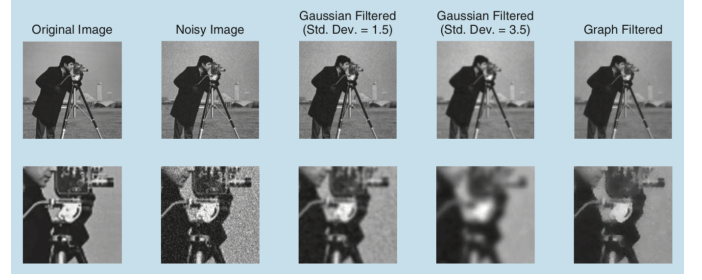 Original Image
Noisy Image
Gaussian Filtered
(Std. Dev. = 1.5)
Gaussian Filtered
(Std. Dev. = 3.5)
Graph Filtered